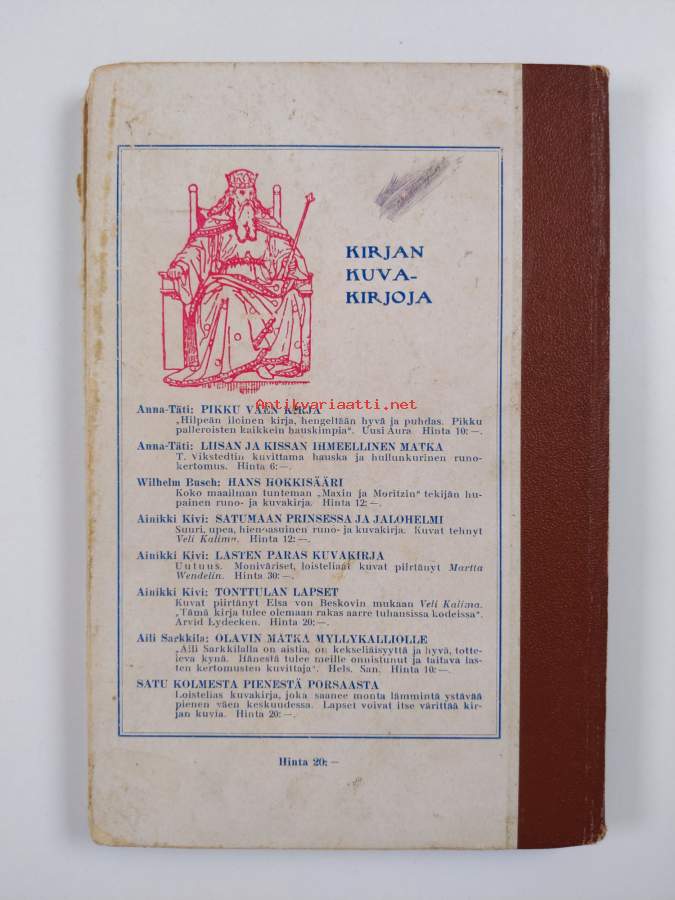 KIRJAN
KUVA-
KIRJOJA
Antikvariaatti.net
Anna-Täti: PIKKU VÄEN KIRJA
„Hilpeän iloinen kirja, hengeltään hyvä ja puhdas. Pikku
palleroisten kaikkein hauskimpia“. Uusi Aura. Hinta 10:—.
Anna-Täti: LIISAN JA KISSAN IHMEELLINEN MATKA
T. Vikstedtin kuvittama hauska ja hullunkurinen runo-
kertomus. Hinta 6:—.
Wilhelm Busch: HANS HOKKISÄÄRI
Koko maailman tunteman „Maxin ja Moritzin“ tekijän hu-
painen runo- ja kuvakirja. Hinta 12:—.
Ainikki Kivi: SATUMAAN PRINSESSA JA JALOHELMI
Suuri, upea, hienoasuinen runo- ja kuvakirja. Kuvat tehnyt
Veli Kalima. Hinta 12:—.
Ainikki Kivi: LASTEN PARAS KUVAKIRJA
Uutuus. Moniväriset, loisteliaat kuvat piirtänyt Martta
Wendelin. Hinta 30:—.
Ainikki Kivi: TONTTULAN LAPSET
Kuvat piirtänyt Elsa von Beskovin mukaan Veli Kalima.
„Tämä kirja tulee olemaan rakas aarre tuhansissa kodeissa“.
Arvid Lydecken. Hinta 20:—.
Aili Sarkkila: OLAVIN MATKA MYLLYKALLIOLLE
„Aili Sarkkilalla on aistia, on kekseliäisyyttä ja hyvä, totte-
leva kynä. Hänestä tulee meille onnistunut ja taitava las-
ten kertomusten kuvittaja“. Hels. San. Hinta 10:—.
SATU KOLMESTA PIENESTÄ PORSAASTA
Loistelias kuvakirja, joka saanee monta lämmintä ystävää
pienen väen keskuudessa. Lapset voivat itse värittää kir-
jan kuvia. Hinta 20:—.
Hinta 20:—